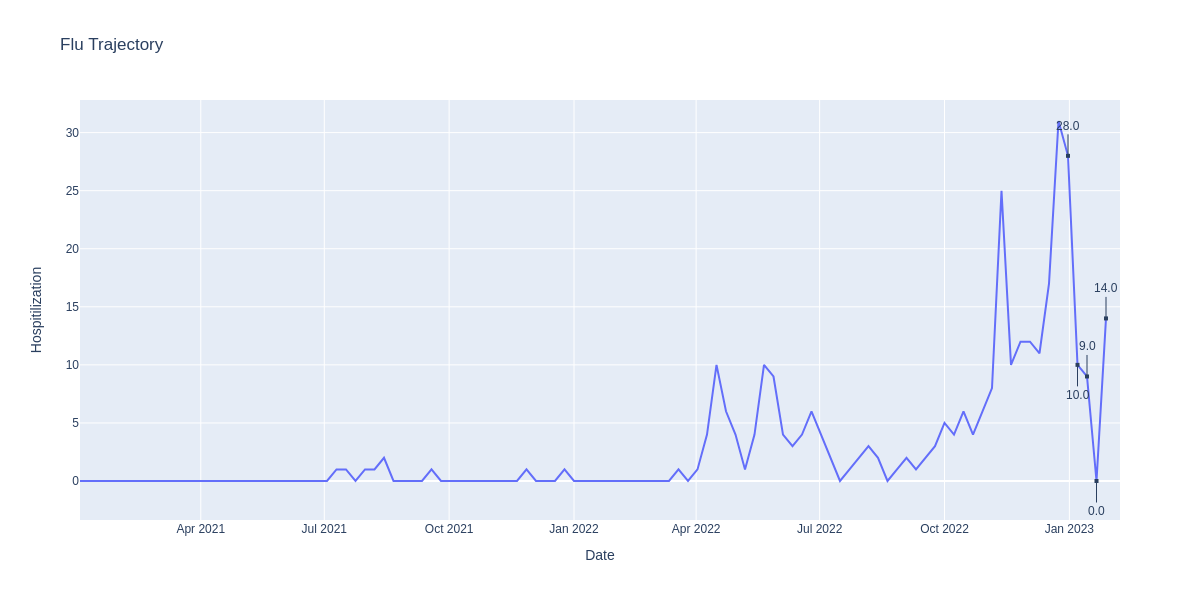 Flu Trajectory
Hospitilization
30
25
20
15
10
5
0
28.0
14.0
9.0
10.0
0.0
Apr 2021
Jul 2021
Oct 2021
Jan 2022
Apr 2022
Jul 2022
Oct 2022
Jan 2023
Date